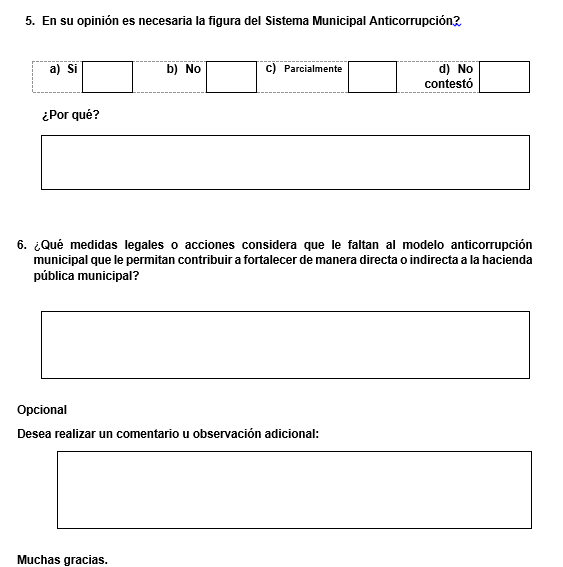 5. En su opinión es necesaria la figura del Sistema Municipal Anticorrupción?
a) Si b) No c) Parcialmente d) No
contestó
¿Por qué?
6. ¿Qué medidas legales o acciones considera que le faltan al modelo anticorrupción
municipal que le permitan contribuir a fortalecer de manera directa o indirecta a la hacienda
pública municipal?
Opcional
Desea realizar un comentario u observación adicional:
Muchas gracias.